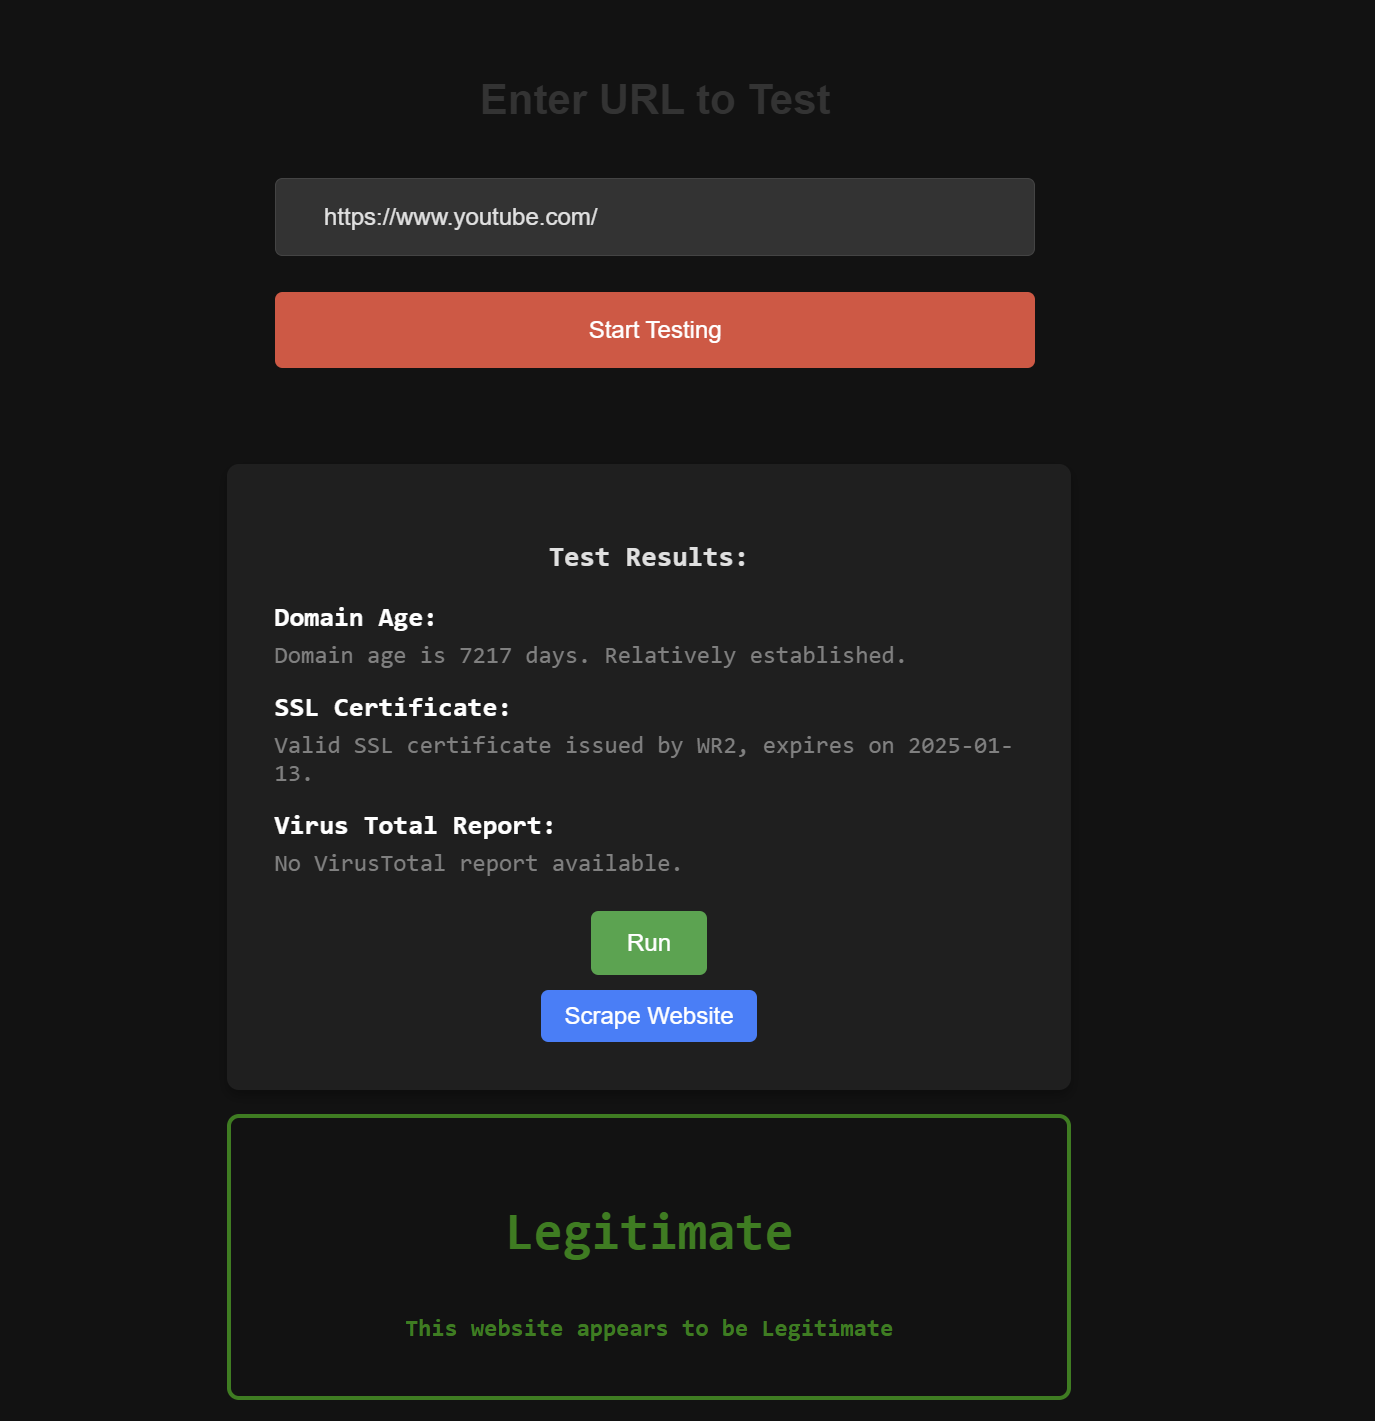 Enter URL to Test
https://www.youtube.com/
Start Testing
Test Results:
Domain Age:
Domain age is 7217 days. Relatively established.
SSL Certificate:
Valid SSL certificate issued by WR2, expires on 2025-01-
13.
Virus Total Report:
No VirusTotal report available.
Run
Scrape Website
Legitimate
This website appears to be Legitimate